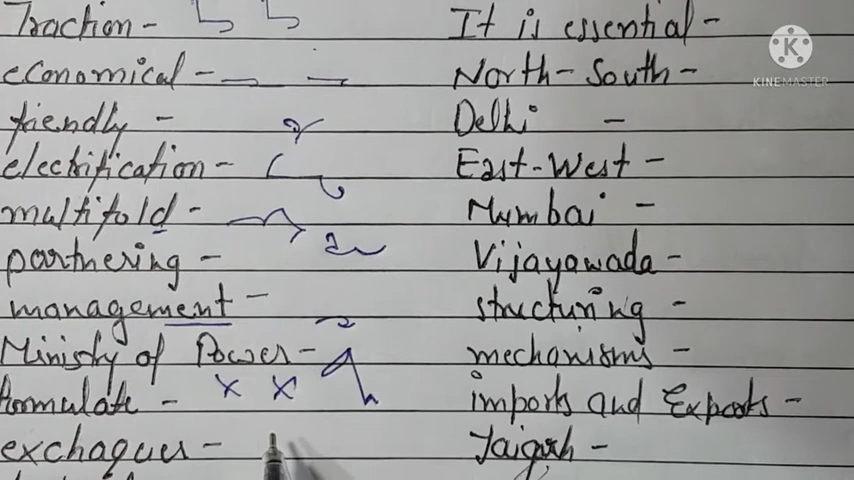 Traction - It is essential -
economical - North - South -
friendly - Delhi -
electrification - East - West -
multifold - Mumbai -
partnering - Vijayawada -
management - structuring -
Ministry of Power - mechanisms -
formulate - x x imports and Exports -
exchaques - Jaigarh -
K
KINEMASTER